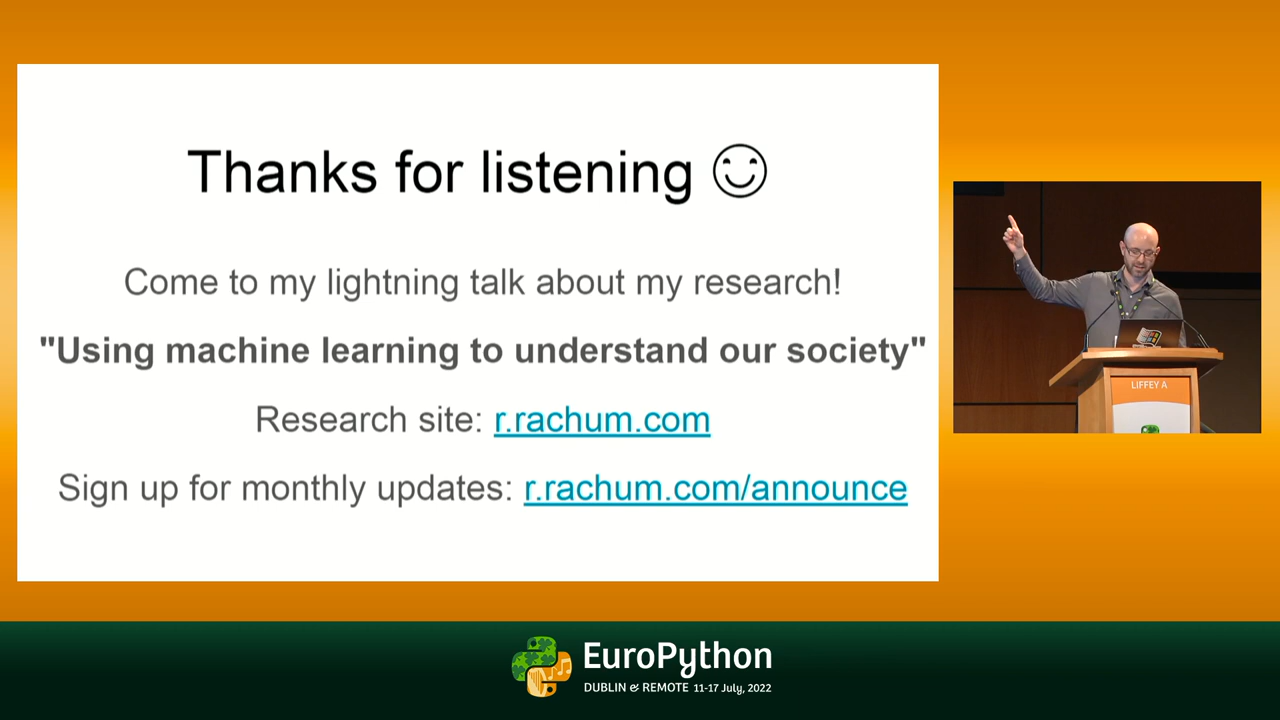 Thanks for listening ☺
Come to my lightning talk about my research!
"Using machine learning to understand our society"
Research site: r.rachum.com
Sign up for monthly updates: r.rachum.com/announce
LIFFEY A
EuroPython
DUBLIN & REMOTE 11-17 July, 2022